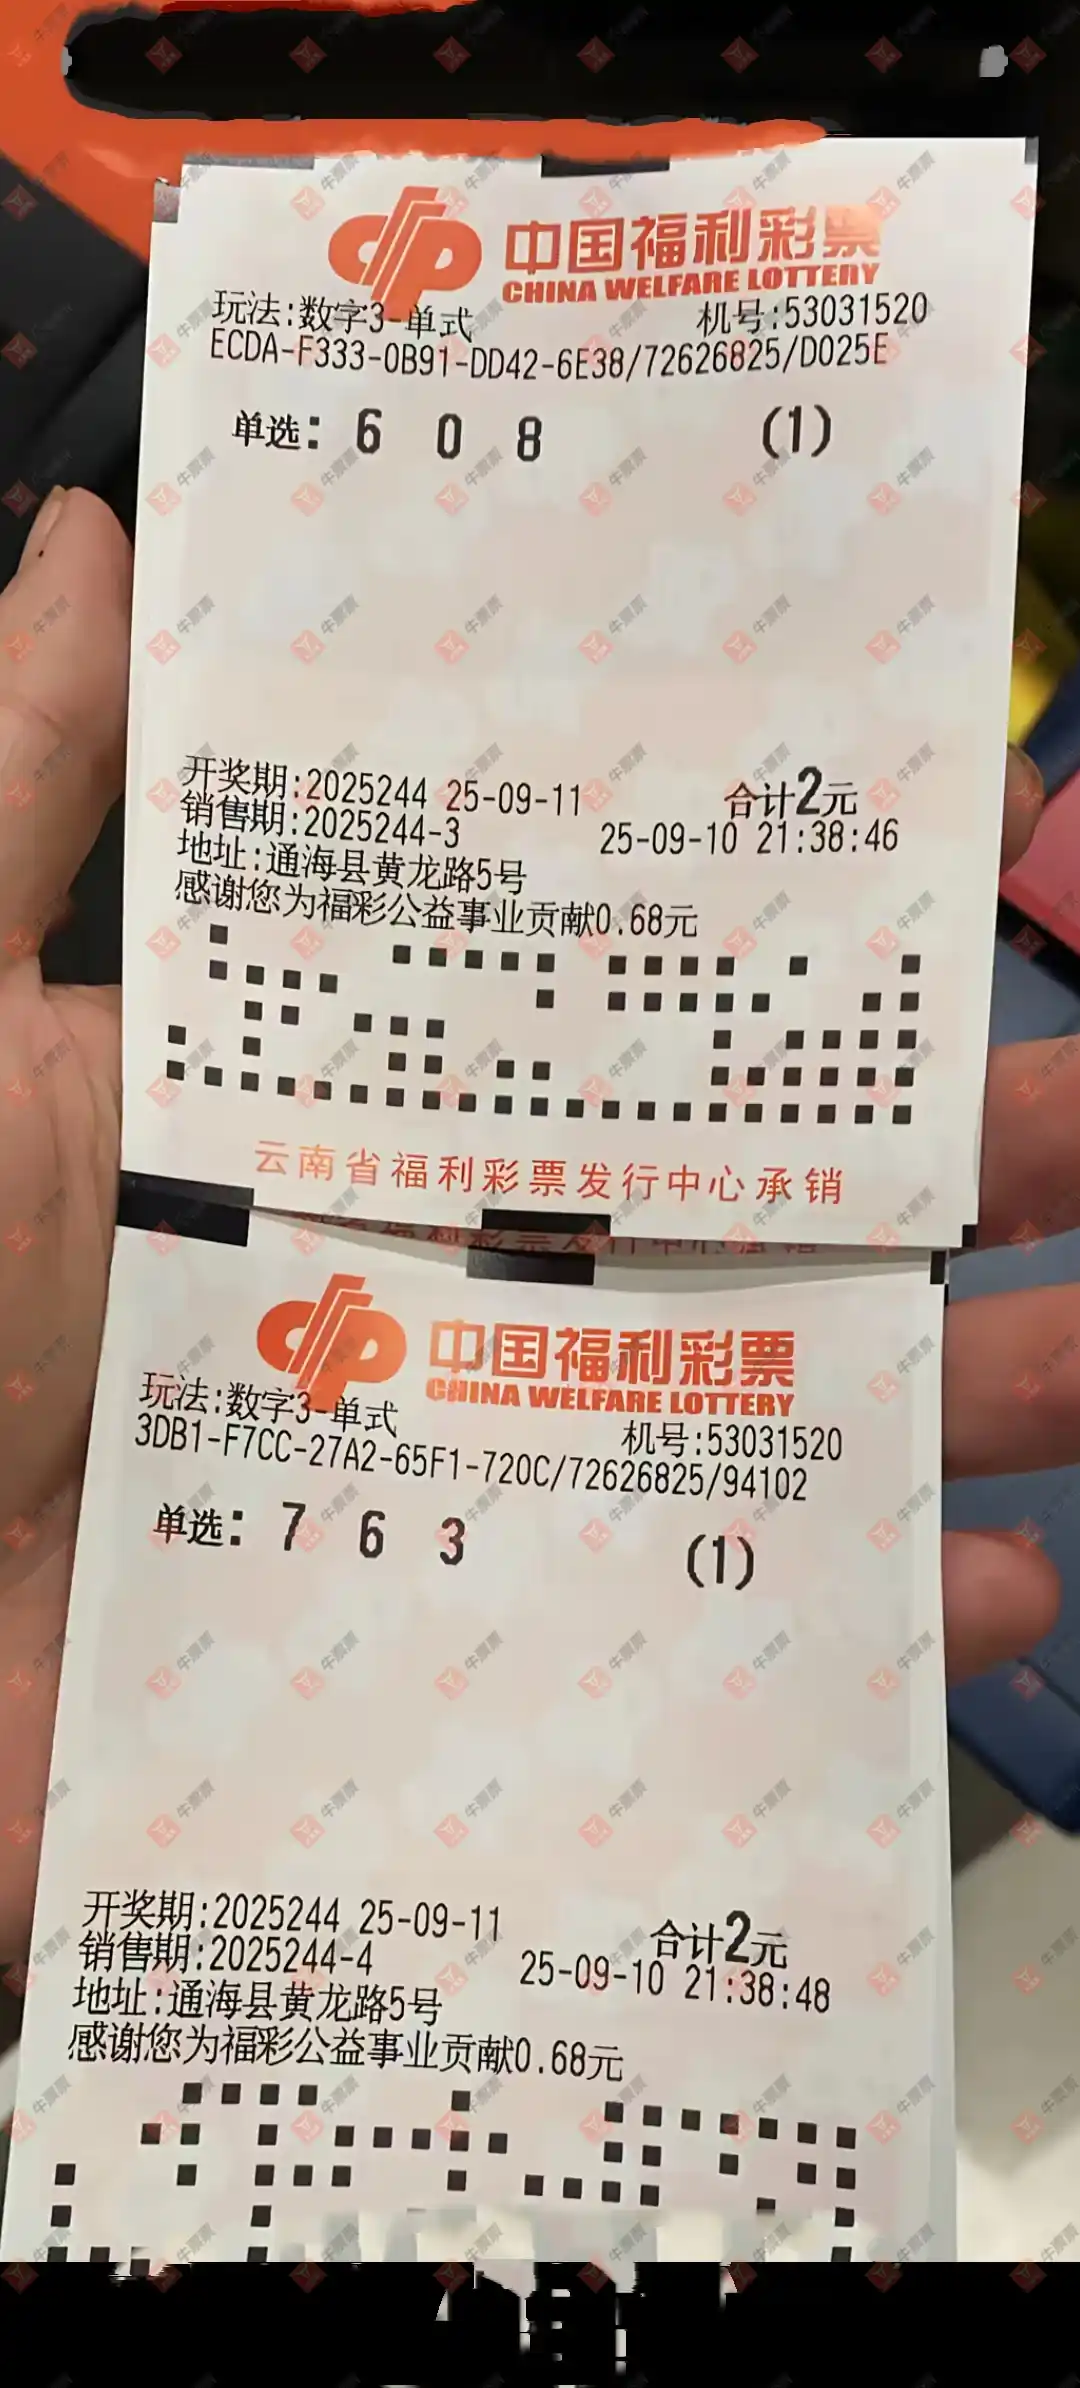 中国福利彩票
CHINA WELFARE LOTTERY
玩法:数字3-单式 机号:53031520
ECDA-F333-0B91-DD42-6E38/72626825/D025E
单选: 6 0 8 (1)
开奖期:2025244 25-09-11 合计2元
销售期:2025244-3 25-09-10 21:38:46
地址:通海县黄龙路5号
感谢您为福彩公益事业贡献0.68元
云南省福利彩票发行中心承销
中国福利彩票
CHINA WELFARE LOTTERY
玩法:数字3-单式 机号:53031520
3DB1-F7CC-27A2-65F1-720C/72626825/94102
单选: 7 6 3 (1)
开奖期:2025244 25-09-11 合计2元
销售期:2025244-4 25-09-10 21:38:48
地址:通海县黄龙路5号
感谢您为福彩公益事业贡献0.68元
牛票票